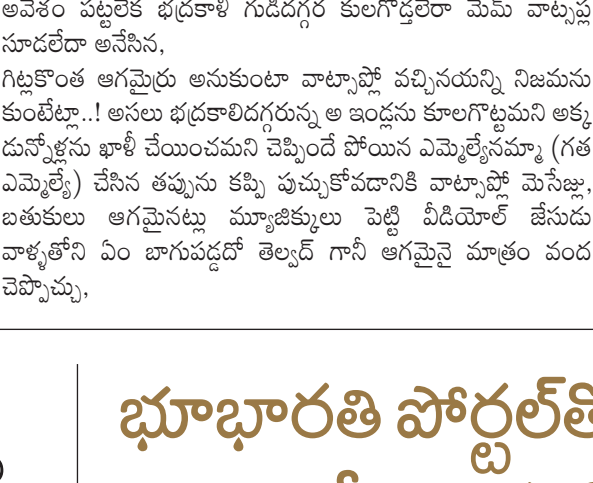 అవేశం పట్టలేక భద్రకాళి గుడిదగ్గర కులగొడ్తలేరా మేమ్ వాట్సప్ల
సూడలేదా అనేసిన,
గిట్లకొంత ఆగమైర్రు అనుకుంటా వాట్సాప్లో వచ్చినయన్ని నిజమను
కుంటేట్లా..! అసలు భద్రకాలిదగ్గరున్న అ ఇండ్లను కూలగొట్టమని అక్క
డున్నోళ్లను ఖాళీ చేయించమని చెప్పిందే పోయిన ఎమ్మెల్యేనమ్మా (గత
ఎమ్మెల్యే) చేసిన తప్పును కప్పి పుచ్చుకోవడానికి వాట్సాప్లో మెసేజ్లు,
బతుకులు ఆగమైనట్లు మ్యూజిక్కులు పెట్టి వీడియోల్ జేసుడు
వాళ్ళతోని ఏం బాగుపడ్డదో తెల్వద్ గానీ ఆగమైనై మాత్రం వంద
చెప్పొచ్చు,
భూభారతి పోర్టల్‌తో